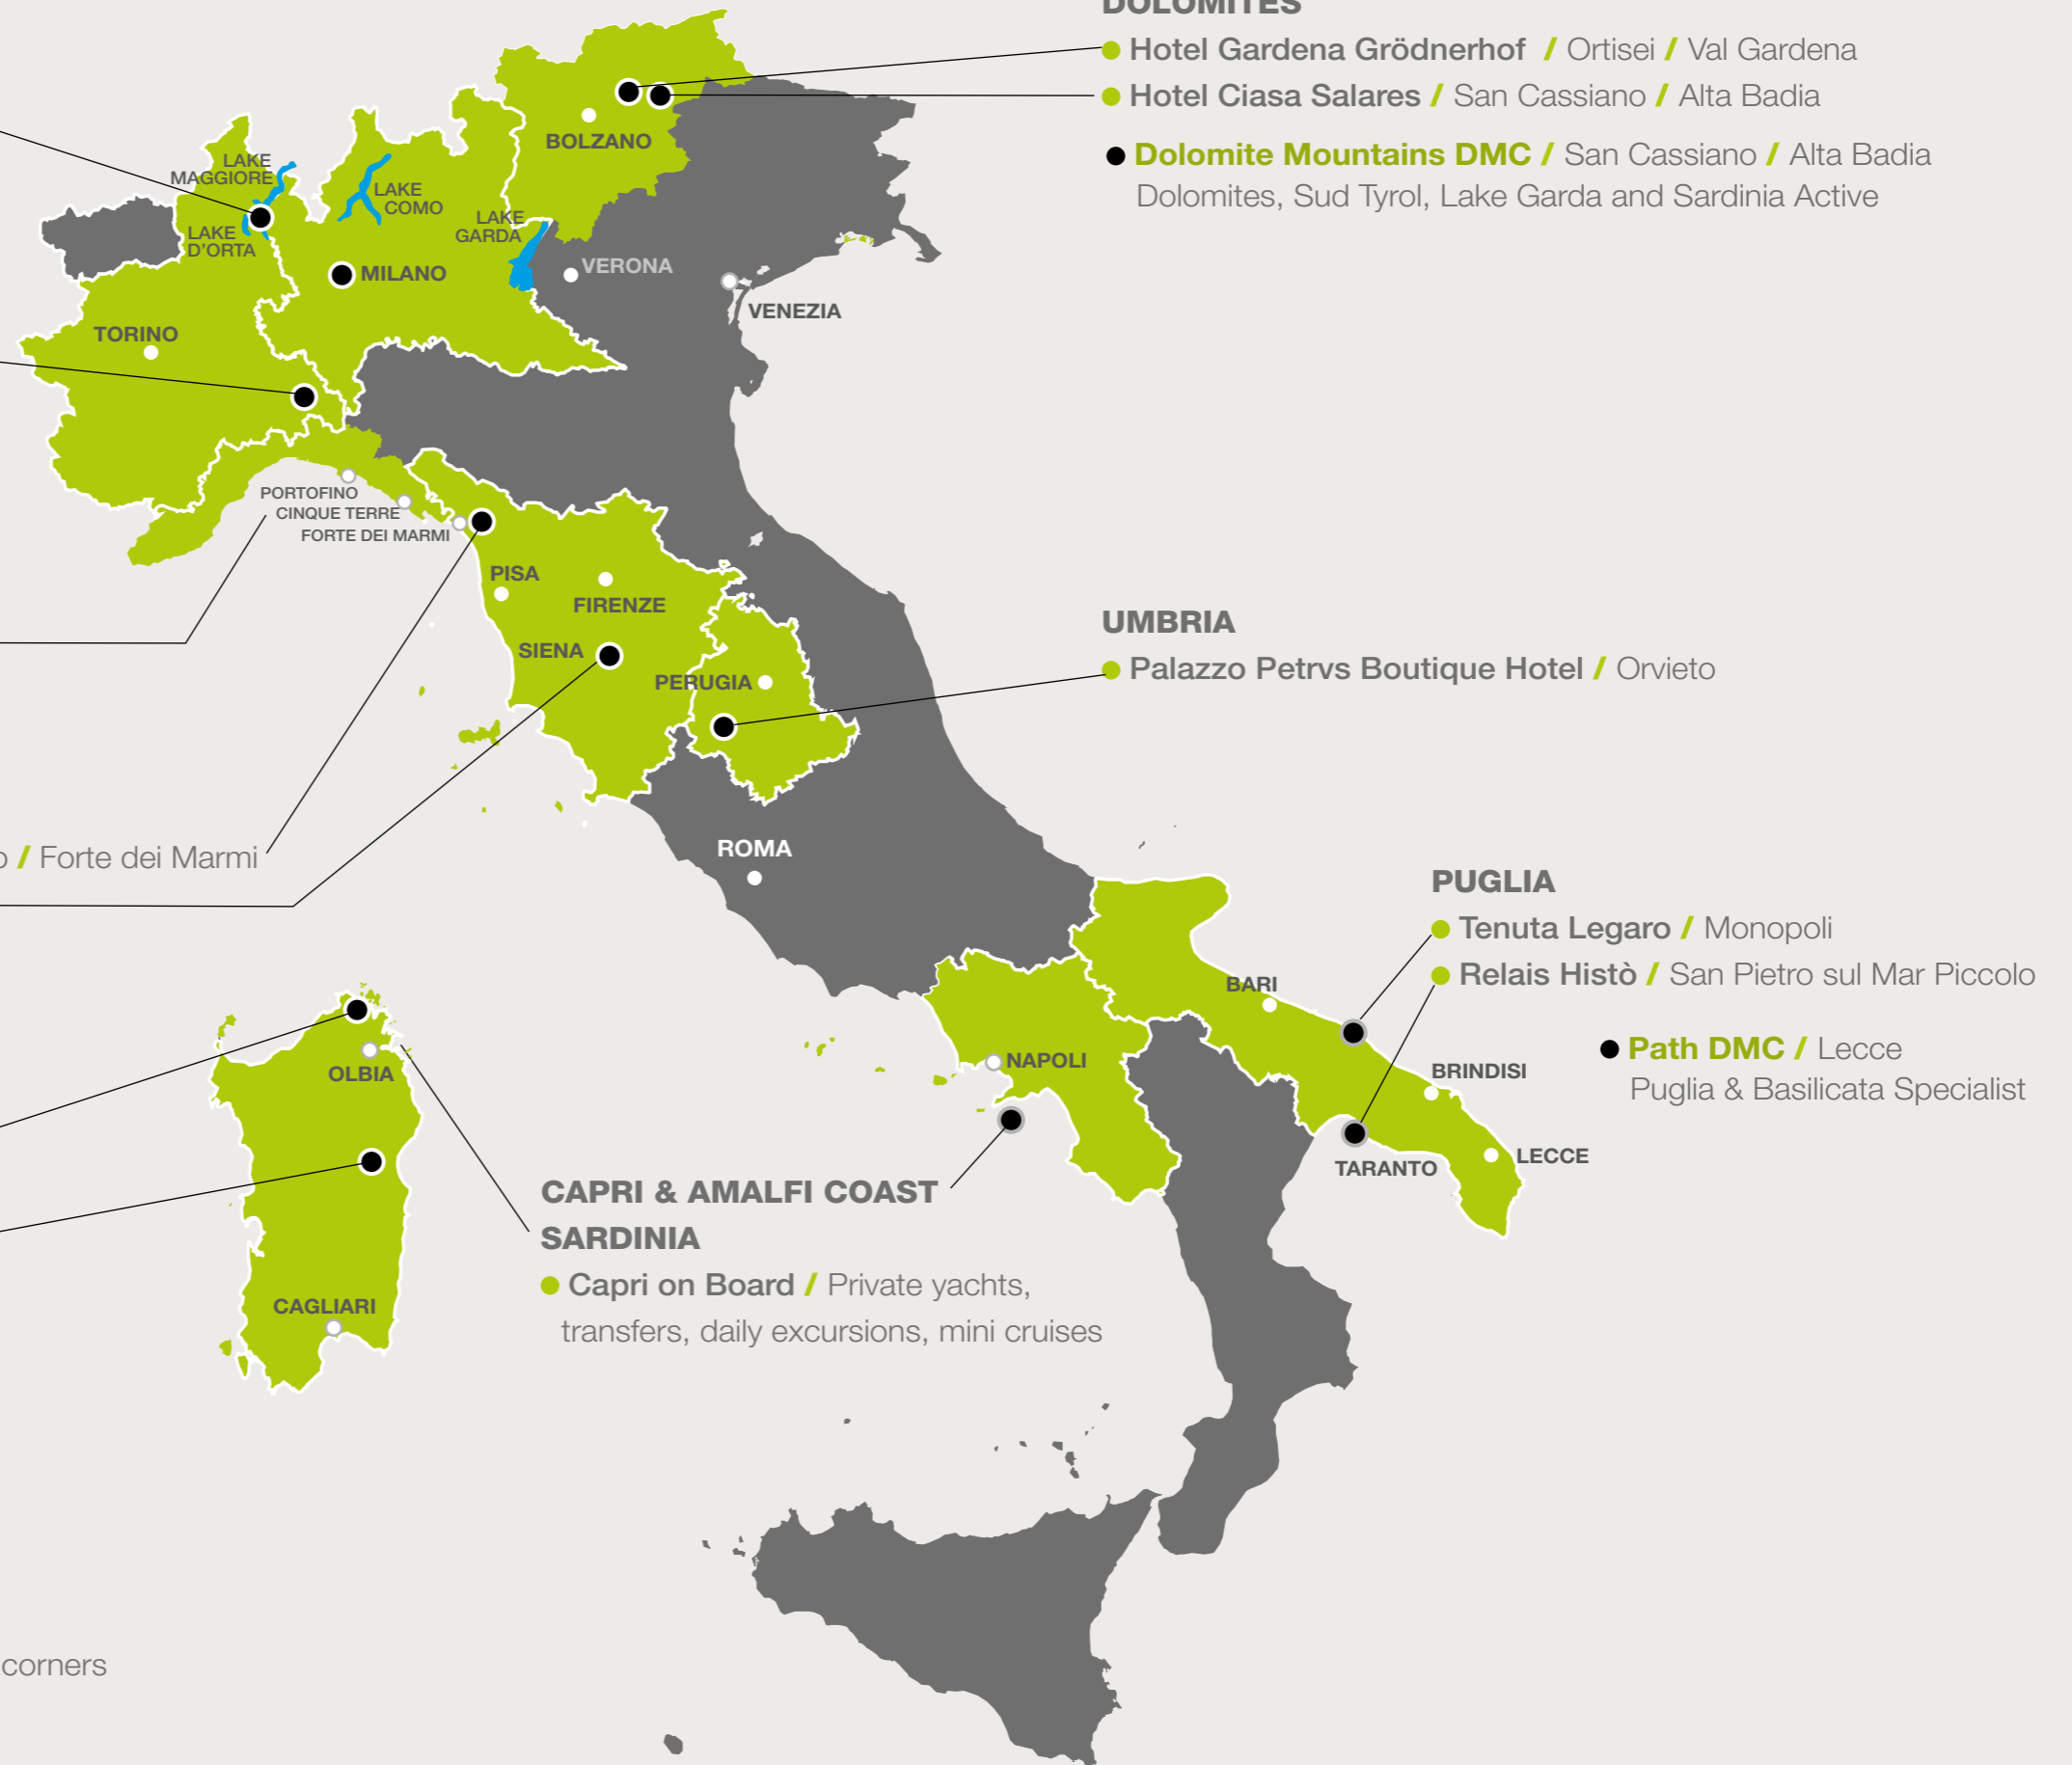 DOLOMITES
Hotel Gardena Grödnerhof / Ortisei / Val Gardena
Hotel Ciasa Salares / San Cassiano / Alta Badia
Dolomite Mountains DMC / San Cassiano / Alta Badia
Dolomites, Sud Tyrol, Lake Garda and Sardinia Active
BOLZANO
LAKE
MAGGIORE
LAKE
COMO
LAKE
GARDA
LAKE
D'ORTA
MILANO
VERONA
VENEZIA
TORINO
PORTOFINO
CINQUE TERRE
FORTE DEI MARMI
PISA
FIRENZE
SIENA
PERUGIA
UMBRIA
Palazzo Petrvs Boutique Hotel / Orvieto
ROMA
/ Forte dei Marmi
PUGLIA
Tenuta Legaro / Monopoli
Relais Histò / San Pietro sul Mar Piccolo
Path DMC / Lecce
Puglia & Basilicata Specialist
BARI
BRINDISI
LECCE
TARANTO
NAPOLI
OLBIA
CAGLIARI
CAPRI & AMALFI COAST
SARDINIA
Capri on Board / Private yachts,
transfers, daily excursions, mini cruises
corners